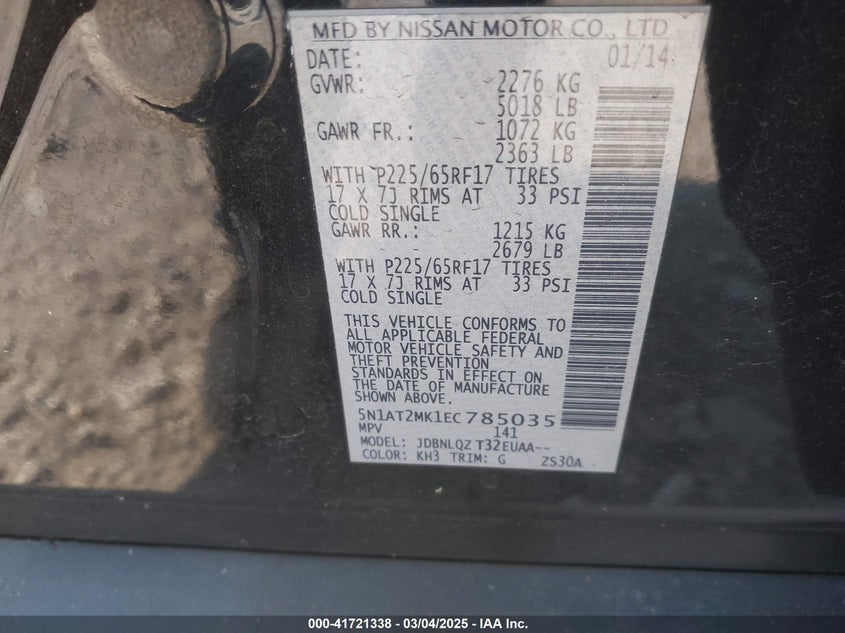 MFD BY NISSAN MOTOR CO., LTD
DATE: 01/14
GVWR: 2276 KG
5018 LB
GAWR FR.: 1072 KG
2363 LB
WITH P225/65RF17 TIRES
17 X 7J RIMS AT 33 PSI
COLD SINGLE
GAWR RR.: 1215 KG
2679 LB
WITH P225/65RF17 TIRES
17 X 7J RIMS AT 33 PSI
COLD SINGLE
THIS VEHICLE CONFORMS TO
ALL APPLICABLE FEDERAL
MOTOR VEHICLE SAFETY AND
THEFT PREVENTION
STANDARDS IN EFFECT ON
THE DATE OF MANUFACTURE
SHOWN ABOVE.
5N1AT2MK1EC785035
MPV 141
MODEL: JDBNLQZ T32EUAA--
COLOR: KH3 TRIM: G ZS30A
000-41721338 - 03/04/2025 - IAA Inc.